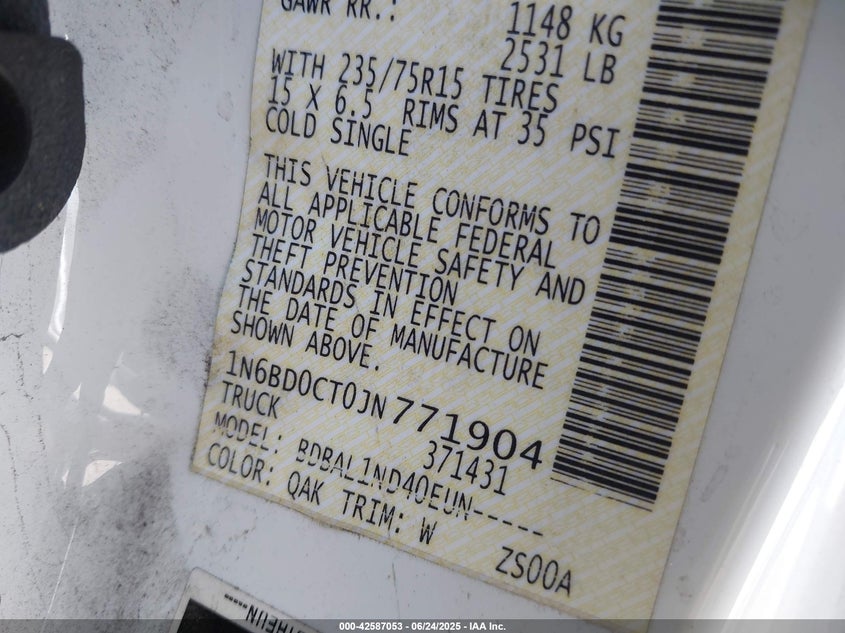 GAWR RR.: 1148 KG
2531 LB
WITH 235/75R15 TIRES
15 X 6.5 RIMS AT 35 PSI
COLD SINGLE
THIS VEHICLE CONFORMS TO
ALL APPLICABLE FEDERAL
MOTOR VEHICLE SAFETY AND
THEFT PREVENTION
STANDARDS IN EFFECT ON
THE DATE OF MANUFACTURE
SHOWN ABOVE.
1N6BD0CT0JN771904
TRUCK 371431
MODEL: BDBAL1ND40EUN-----
COLOR: QAK TRIM: W ZS00A
000-42587053 - 06/24/2025 - IAA Inc.